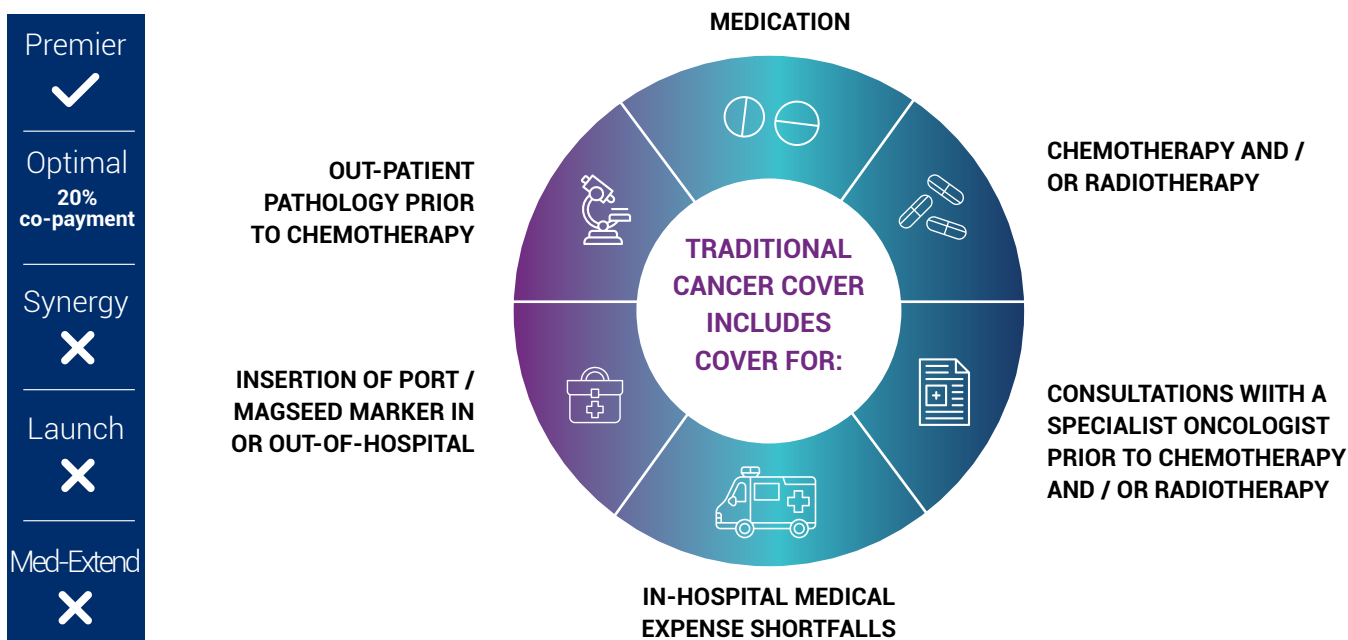 Premier
Optimal
20%
co-payment
Synergy
Launch
Med-Extend
MEDICATION
CHEMOTHERAPY AND /
OR RADIOTHERAPY
CONSULTATIONS WIITH A
SPECIALIST ONCOLOGIST
PRIOR TO CHEMOTHERAPY
AND / OR RADIOTHERAPY
IN-HOSPITAL MEDICAL
EXPENSE SHORTFALLS
INSERTION OF PORT /
MAGSEED MARKER IN
OR OUT-OF-HOSPITAL
OUT-PATIENT
PATHOLOGY PRIOR
TO CHEMOTHERAPY
TRADITIONAL
CANCER COVER
INCLUDES
COVER FOR: